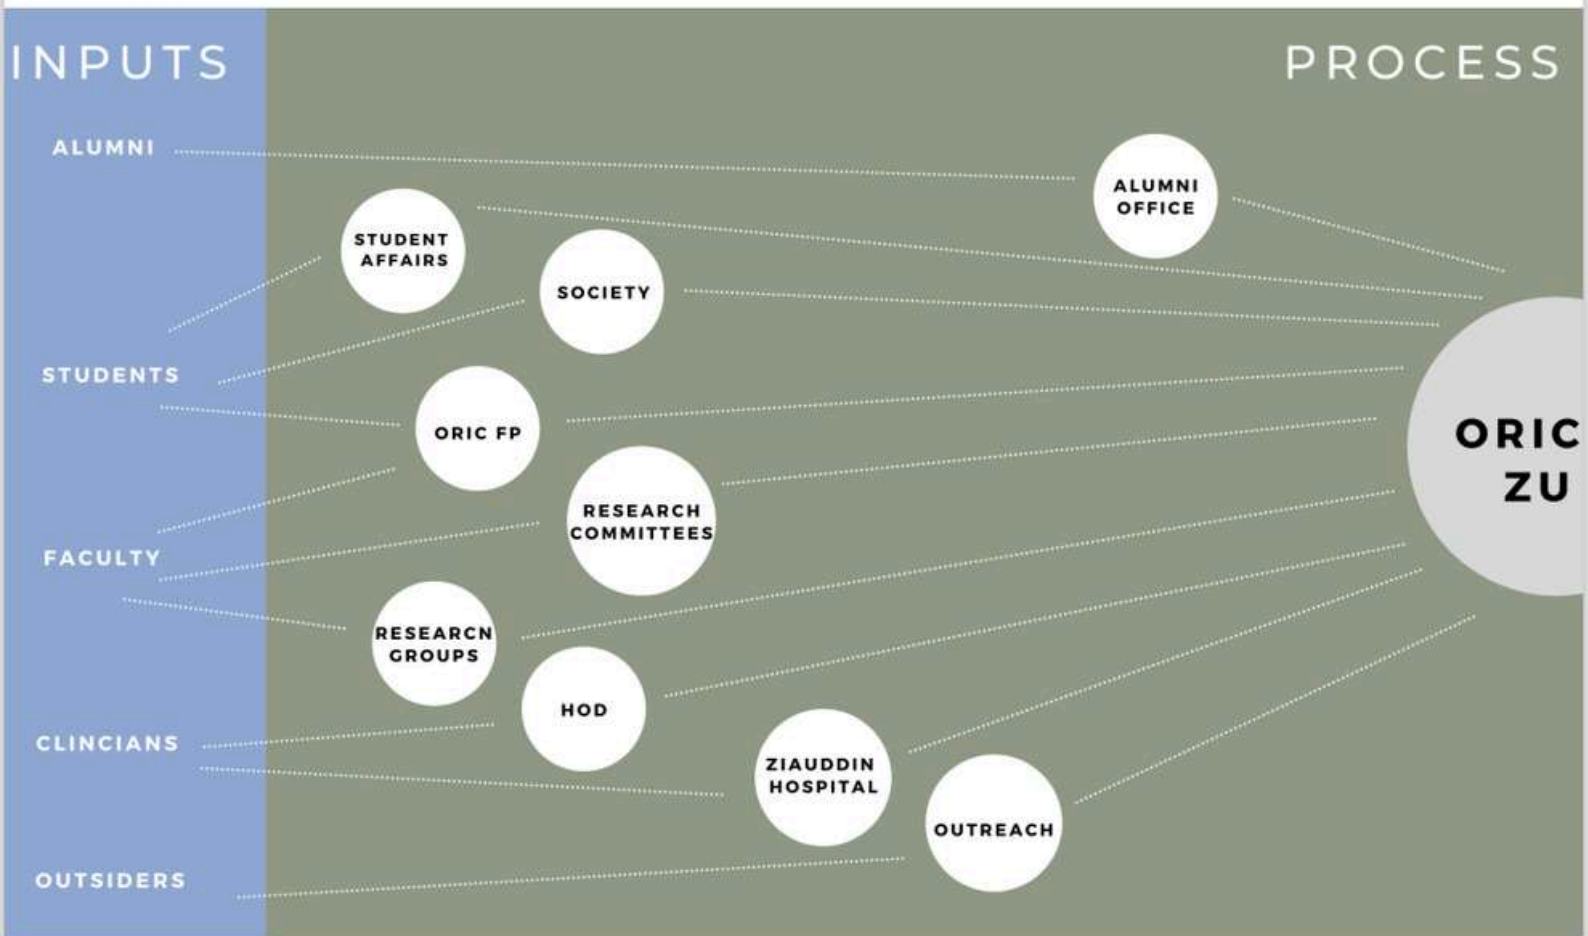 INPUTS
PROCESS
ALUMNI
ALUMNI
OFFICE
STUDENT
AFFAIRS
SOCIETY
STUDENTS
ORIC FP
ORIC
ZU
RESEARCH
COMMITTEES
FACULTY
RESEARCN
GROUPS
HOD
CLINCIANS
ZIAUDDIN
HOSPITAL
OUTREACH
OUTSIDERS